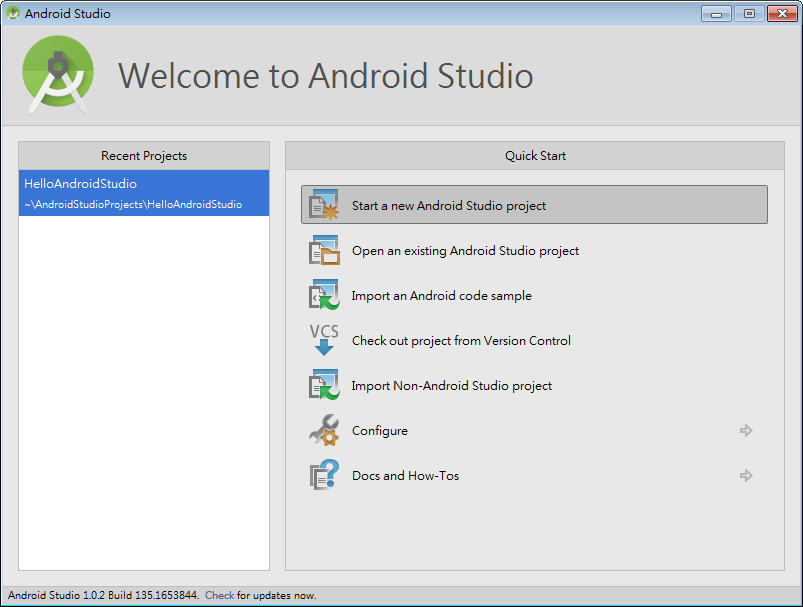 Android Studio
Welcome to Android Studio
Recent Projects
HelloAndroidStudio
~\AndroidStudioProjects\HelloAndroidStudio
Quick Start
Start a new Android Studio project
Open an existing Android Studio project
Import an Android code sample
VCS
Check out project from Version Control
Import Non-Android Studio project
Configure
Docs and How-Tos
Android Studio 1.0.2 Build 135.1653844. Check for updates now.